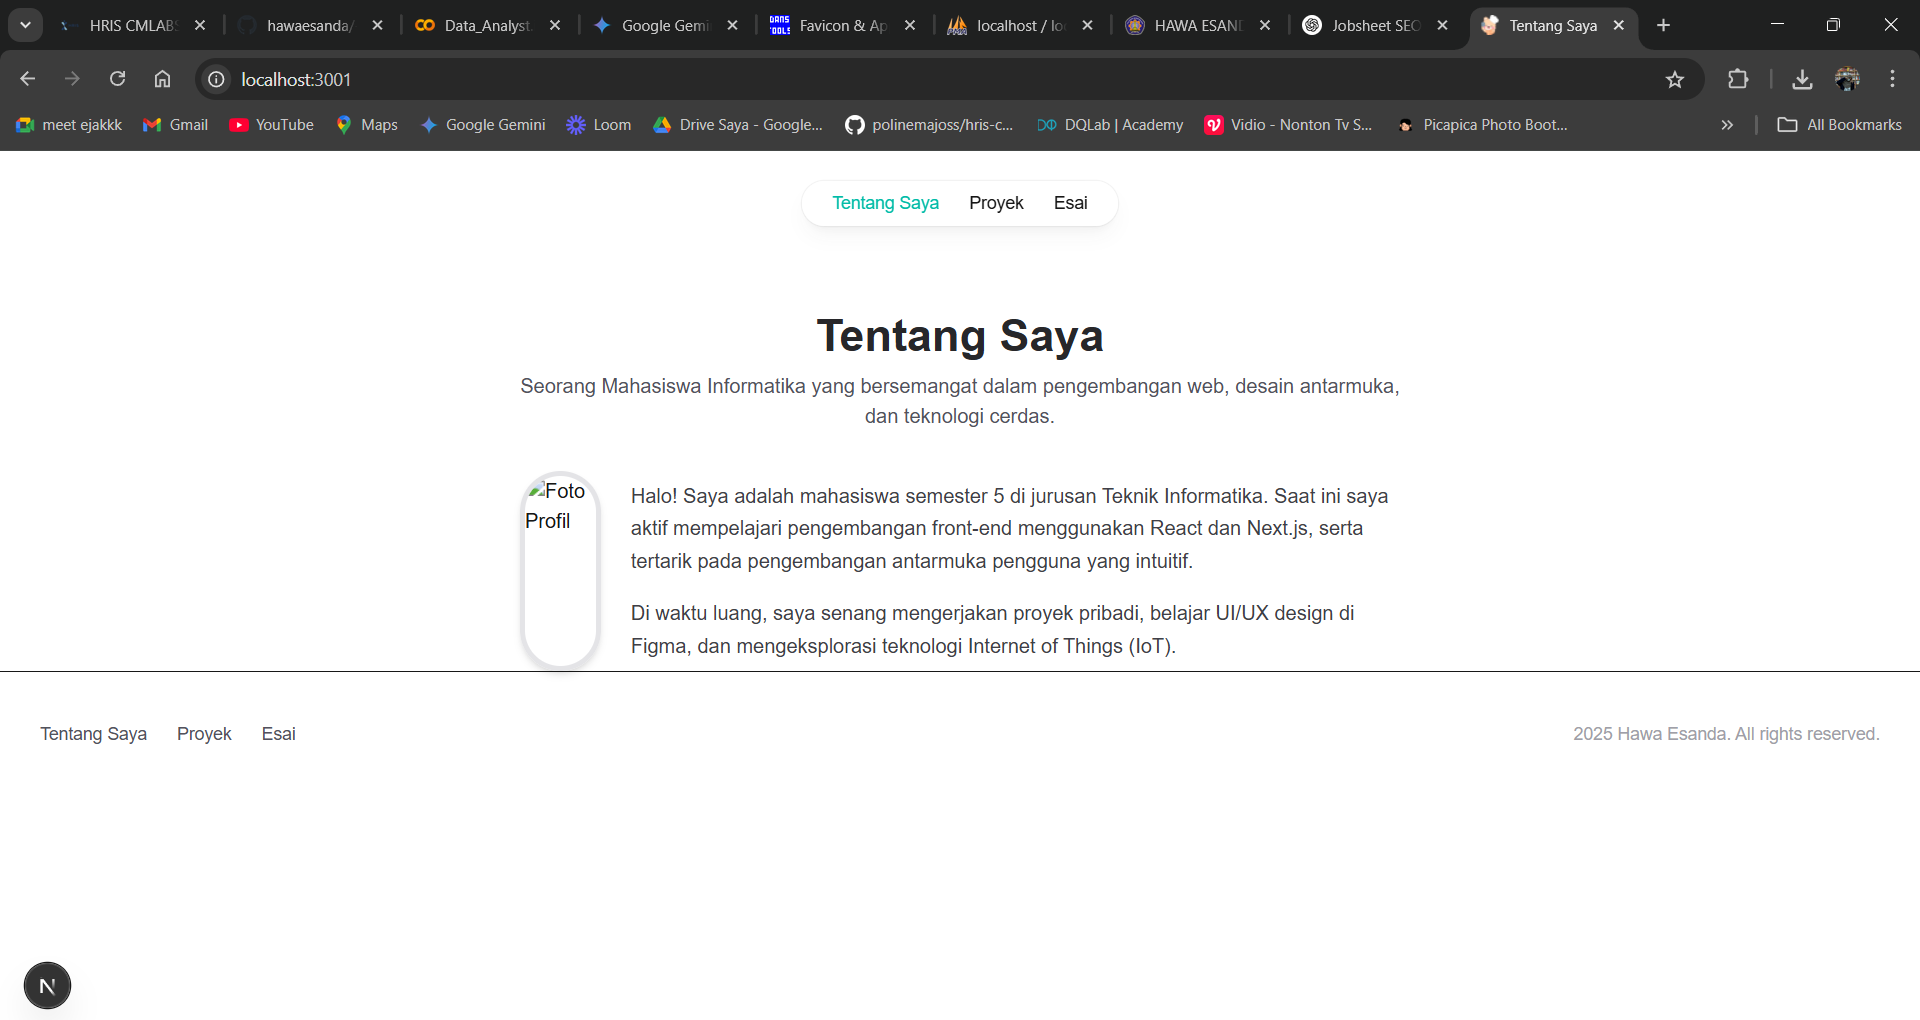 HRIS CMLABS
hawaesanda/
Data_Analyst
Google Gemi
DANS TOOLS
Favicon & Ap
localhost / lo
HAWA ESAND
Jobsheet SEO
Tentang Saya
localhost:3001
meet ejakkk
Gmail
YouTube
Maps
Google Gemini
Loom
Drive Saya - Google...
polinemajoss/hris-c...
DQLab | Academy
Vidio - Nonton Tv S...
Picapica Photo Boot...
All Bookmarks
Tentang Saya Proyek Esai
Tentang Saya
Seorang Mahasiswa Informatika yang bersemangat dalam pengembangan web, desain antarmuka,
dan teknologi cerdas.
Foto
Profil
Halo! Saya adalah mahasiswa semester 5 di jurusan Teknik Informatika. Saat ini saya
aktif mempelajari pengembangan front-end menggunakan React dan Next.js, serta
tertarik pada pengembangan antarmuka pengguna yang intuitif.
Di waktu luang, saya senang mengerjakan proyek pribadi, belajar UI/UX design di
Figma, dan mengeksplorasi teknologi Internet of Things (IoT).
Tentang Saya Proyek Esai
2025 Hawa Esanda. All rights reserved.
N